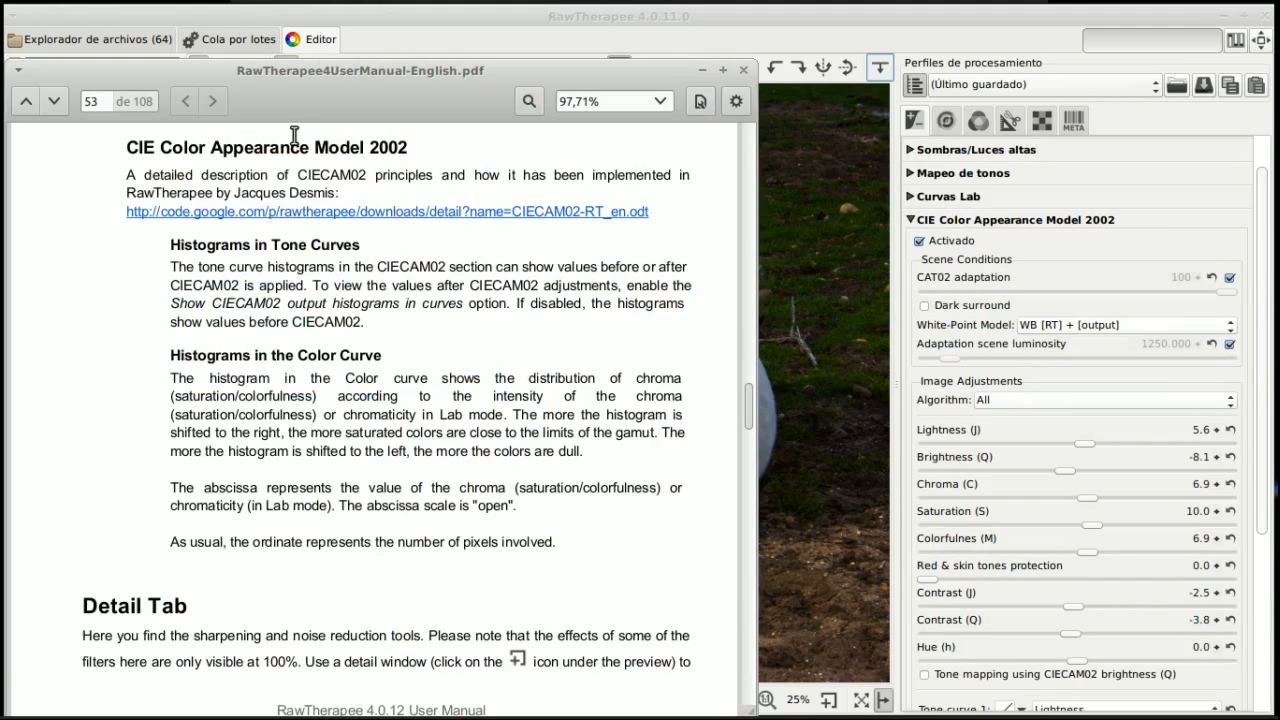 RawTherapee 4.0.11.0
Explorador de archivos (64)
Cola por lotes
Editor
RawTherapee4UserManual-English.pdf
53
de 108
97,71%
CIE Color Appearance Model 2002
A detailed description of CIECAM02 principles and how it has been implemented in
RawTherapee by Jacques Desmis:
http://code.google.com/p/rawtherapee/downloads/detail?name=CIECAM02-RT_en.odt
Histograms in Tone Curves
The tone curve histograms in the CIECAM02 section can show values before or after
CIECAM02 is applied. To view the values after CIECAM02 adjustments, enable the
Show CIECAM02 output histograms in curves option. If disabled, the histograms
show values before CIECAM02.
Histograms in the Color Curve
The histogram in the Color curve shows the distribution of chroma
(saturation/colorfulness) according to the intensity of the chroma
(saturation/colorfulness) or chromaticity in Lab mode. The more the histogram is
shifted to the right, the more saturated colors are close to the limits of the gamut. The
more the histogram is shifted to the left, the more the colors are dull.
The abscissa represents the value of the chroma (saturation/colorfulness) or
chromaticity (in Lab mode). The abscissa scale is "open".
As usual, the ordinate represents the number of pixels involved.
Detail Tab
Here you find the sharpening and noise reduction tools. Please note that the effects of some of the
filters here are only visible at 100%. Use a detail window (click on the icon under the preview) to
RawTherapee 4.0.12 User Manual
25%
Perfiles de procesamiento
(Último guardado)
META
Sombras/Luces altas
Mapeo de tonos
Curvas Lab
CIE Color Appearance Model 2002
Activado
Scene Conditions
CAT02 adaptation 100
Dark surround
White-Point Model: WB [RT] + [output]
Adaptation scene luminosity 1250.000
Image Adjustments
Algorithm: All
Lightness (J) 5.6
Brightness (Q) -8.1
Chroma (C) 6.9
Saturation (S) 10.0
Colorfulnes (M) 6.9
Red & skin tones protection 0.0
Contrast (J) -2.5
Contrast (Q) -3.8
Hue (h) 0.0
Tone mapping using CIECAM02 brightness (Q)
Tone curve 1: Lightness